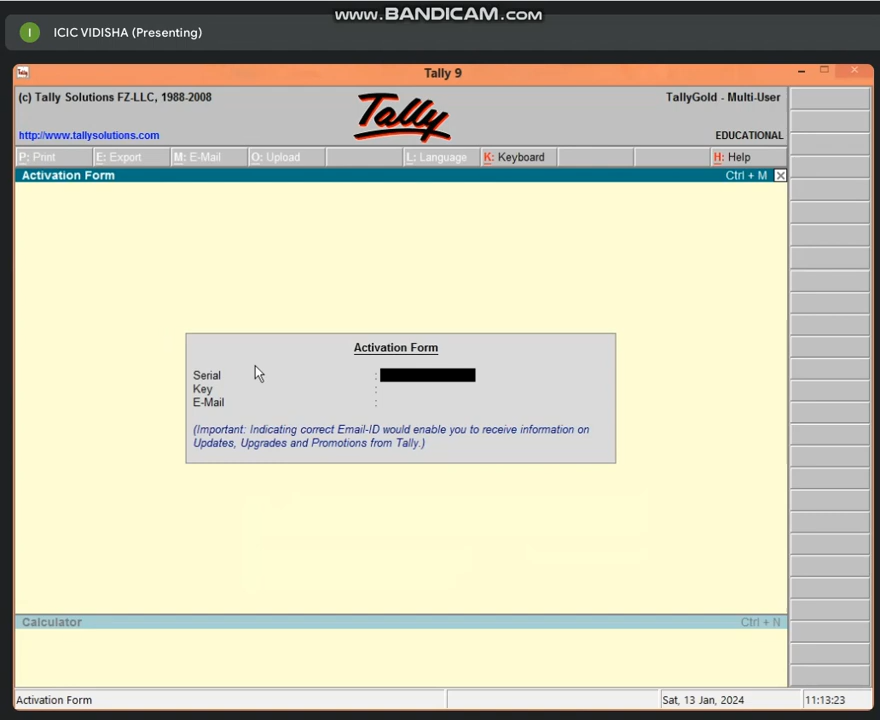 www.BANDICAM.com
I ICIC VIDISHA (Presenting)
Tally Tally 9
(c) Tally Solutions FZ-LLC, 1988-2008 Tally TallyGold - Multi-User
http://www.tallysolutions.com EDUCATIONAL
P: Print E: Export M: E-Mail O: Upload L: Language K: Keyboard H: Help
Activation Form Ctrl + M
Activation Form
Serial :
Key :
E-Mail :
(Important: Indicating correct Email-ID would enable you to receive information on
Updates, Upgrades and Promotions from Tally.)
Calculator Ctrl + N
Activation Form Sat, 13 Jan, 2024 11:13:23